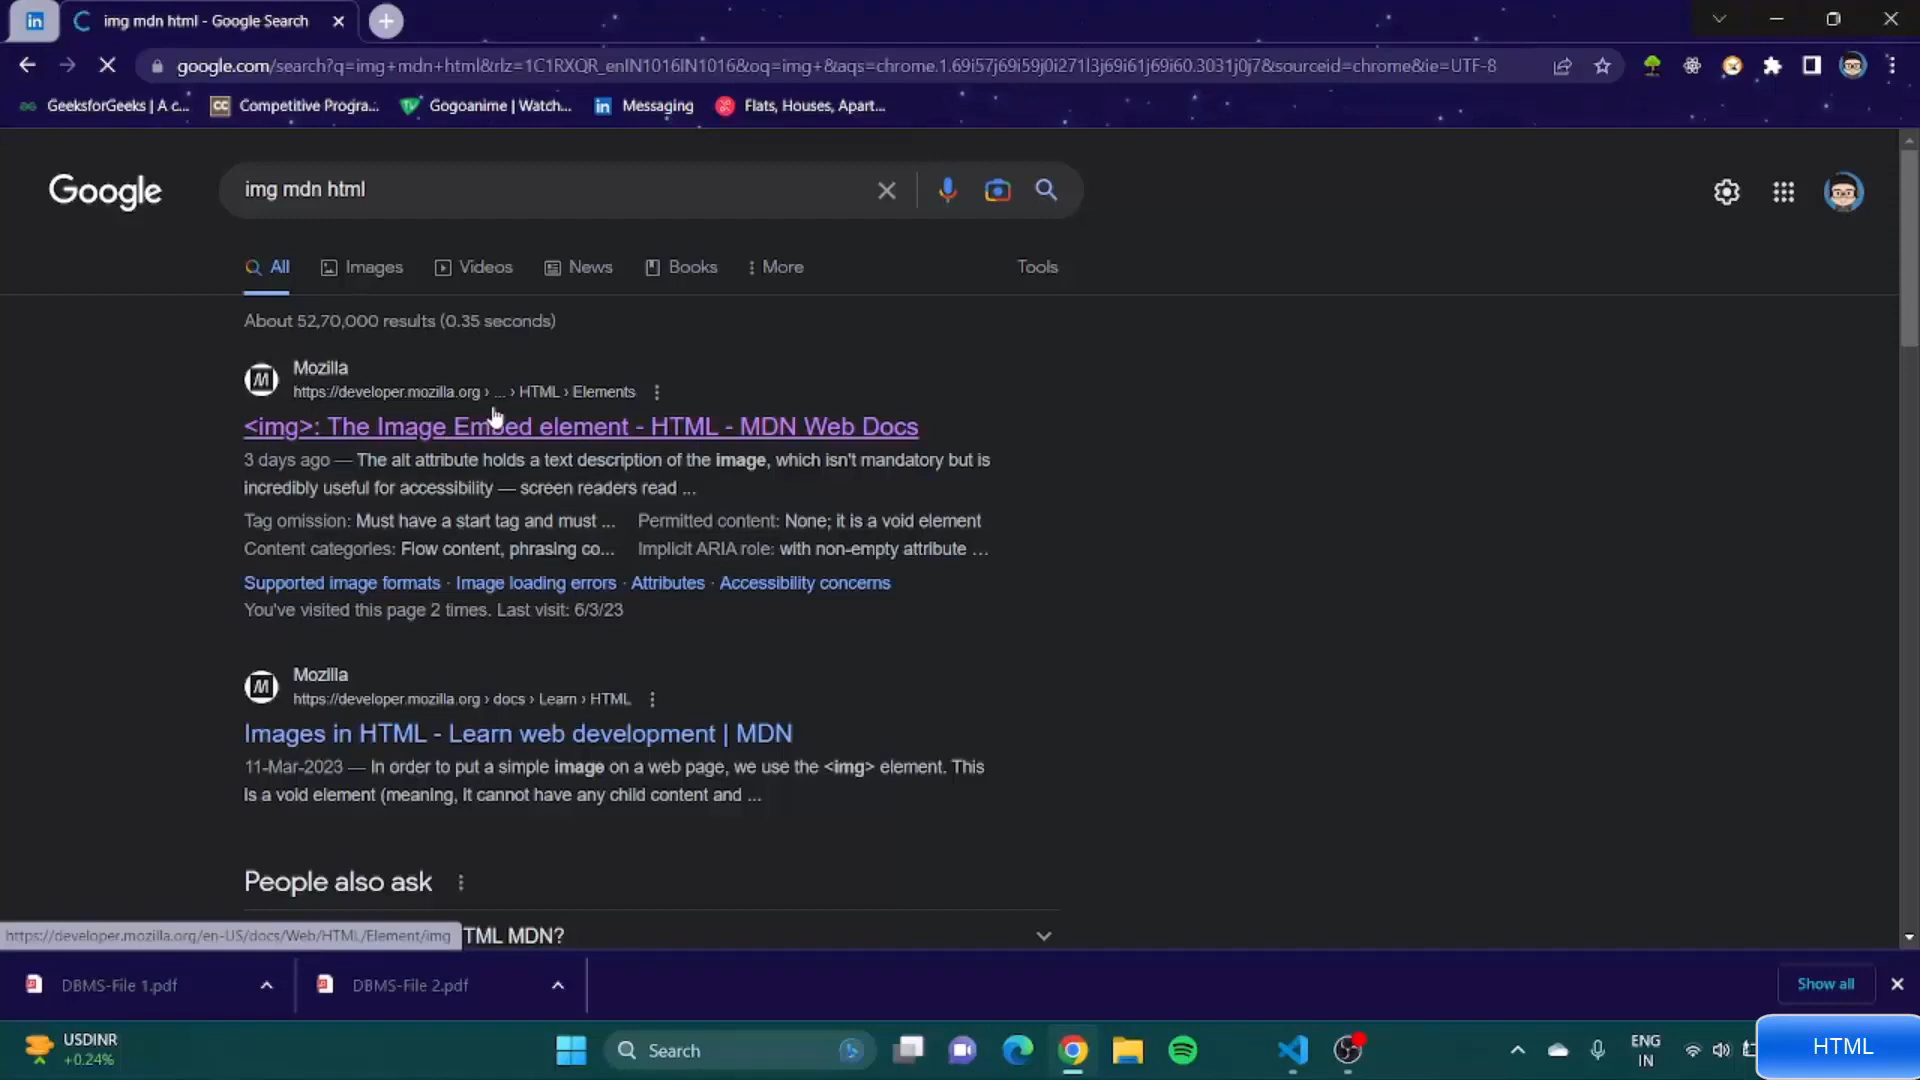 in
img mdn html - Google Search
google.com/search?q=img+mdn+html&rlz=1C1RXQR_enIN1016IN1016&oq=img+&aqs=chrome.1.69i57j69i59j0i271l3j69i61j69i60.3031j0j7&sourceid=chrome&ie=UTF-8
GeeksforGeeks | A c...
CC Competitive Progra...
Gogoanime | Watch...
in Messaging
Flats, Houses, Apart...
Google
img mdn html
All Images Videos News Books More Tools
About 52,70,000 results (0.35 seconds)
Mozilla
https://developer.mozilla.org › ... › HTML › Elements
<img>: The Image Embed element - HTML - MDN Web Docs
3 days ago — The alt attribute holds a text description of the image, which isn't mandatory but is
incredibly useful for accessibility — screen readers read ...
Tag omission: Must have a start tag and must ... Permitted content: None; it is a void element
Content categories: Flow content, phrasing co... Implicit ARIA role: with non-empty attribute ...
Supported image formats · Image loading errors · Attributes · Accessibility concerns
You've visited this page 2 times. Last visit: 6/3/23
Mozilla
https://developer.mozilla.org › docs › Learn › HTML
Images in HTML - Learn web development | MDN
11-Mar-2023 — In order to put a simple image on a web page, we use the <img> element. This
is a void element (meaning, it cannot have any child content and ...
People also ask
https://developer.mozilla.org/en-US/docs/Web/HTML/Element/img
TML MDN?
DBMS-File 1.pdf
DBMS-File 2.pdf
Show all
USDINR
+0.24%
Search
ENG
IN
HTML